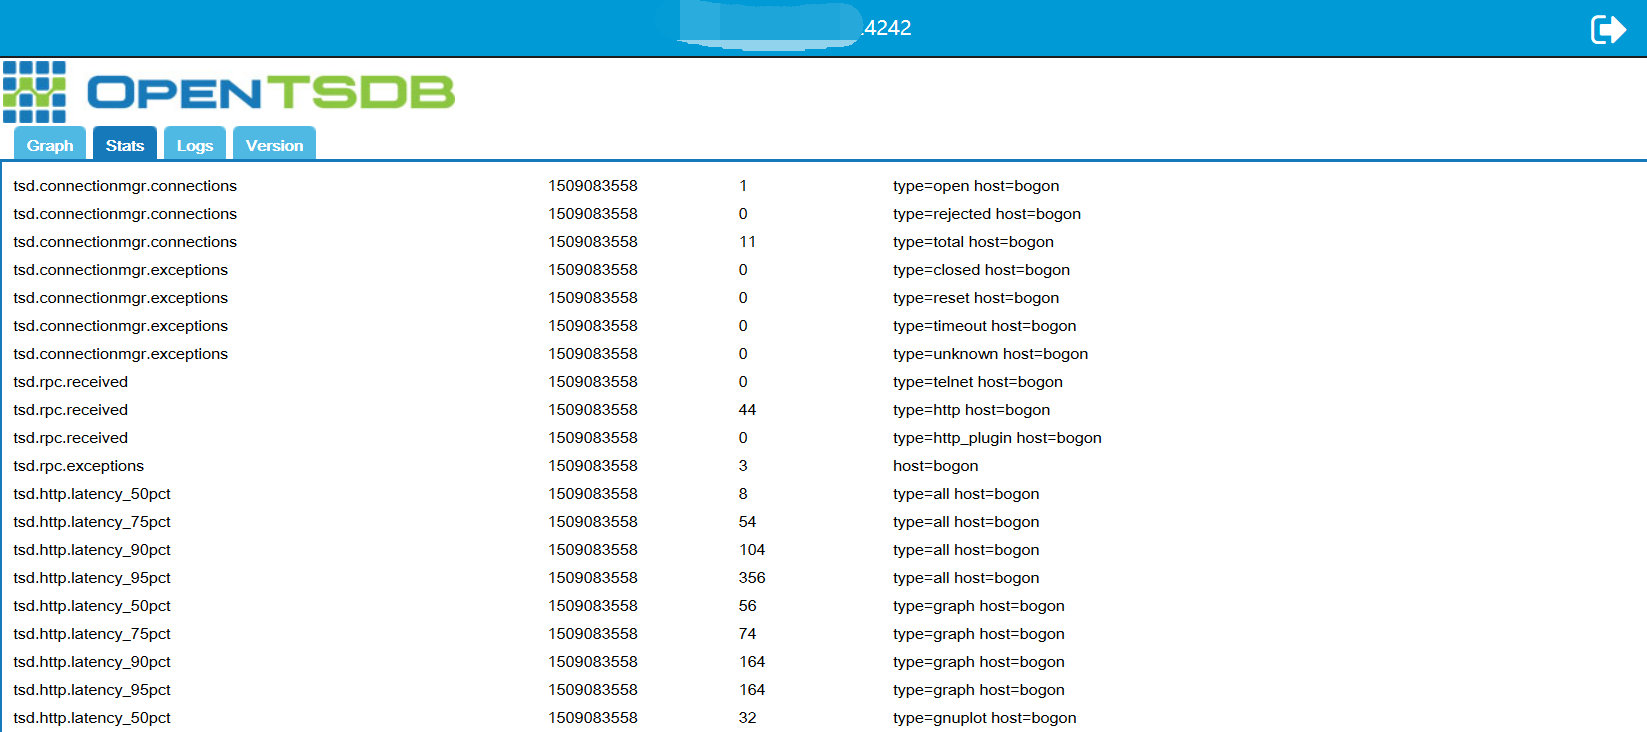 :4242
OPENTSDB
Graph Stats Logs Version
tsd.connectionmgr.connections 1509083558 1 type=open host=bogon
tsd.connectionmgr.connections 1509083558 0 type=rejected host=bogon
tsd.connectionmgr.connections 1509083558 11 type=total host=bogon
tsd.connectionmgr.exceptions 1509083558 0 type=closed host=bogon
tsd.connectionmgr.exceptions 1509083558 0 type=reset host=bogon
tsd.connectionmgr.exceptions 1509083558 0 type=timeout host=bogon
tsd.connectionmgr.exceptions 1509083558 0 type=unknown host=bogon
tsd.rpc.received 1509083558 0 type=telnet host=bogon
tsd.rpc.received 1509083558 44 type=http host=bogon
tsd.rpc.received 1509083558 0 type=http_plugin host=bogon
tsd.rpc.exceptions 1509083558 3 host=bogon
tsd.http.latency_50pct 1509083558 8 type=all host=bogon
tsd.http.latency_75pct 1509083558 54 type=all host=bogon
tsd.http.latency_90pct 1509083558 104 type=all host=bogon
tsd.http.latency_95pct 1509083558 356 type=all host=bogon
tsd.http.latency_50pct 1509083558 56 type=graph host=bogon
tsd.http.latency_75pct 1509083558 74 type=graph host=bogon
tsd.http.latency_90pct 1509083558 164 type=graph host=bogon
tsd.http.latency_95pct 1509083558 164 type=graph host=bogon
tsd.http.latency_50pct 1509083558 32 type=gnuplot host=bogon